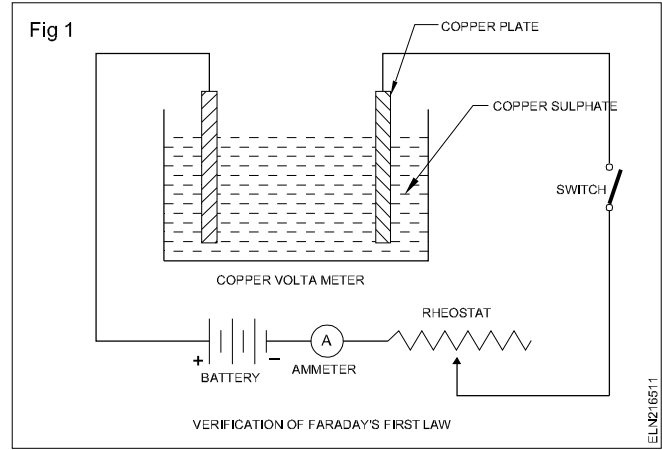 Fig 1
COPPER PLATE
COPPER SULPHATE
SWITCH
COPPER VOLTA METER
RHEOSTAT
A
+
–
BATTERY
AMMETER
VERIFICATION OF FARADAY'S FIRST LAW
ELN216511